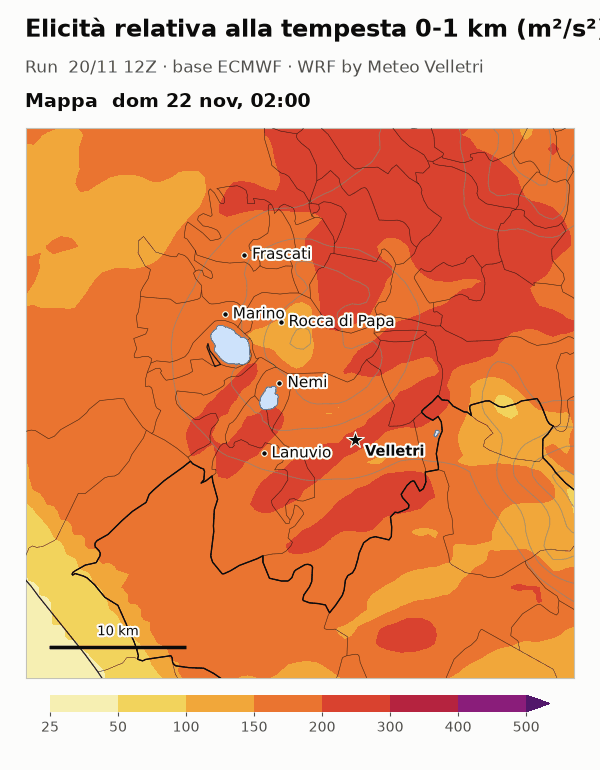 Elicità relativa alla tempesta 0-1 km (m²/s²)
Run 20/11 12Z · base ECMWF · WRF by Meteo Velletri
Mappa dom 22 nov, 02:00
Frascati
Marino
Rocca di Papa
Nemi
Velletri
Lanuvio
10 km
25 50 100 150 200 300 400 500